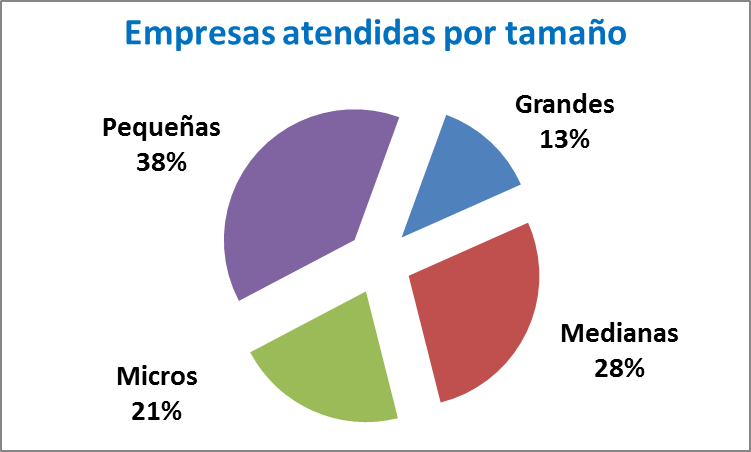 Empresas atendidas por tamaño
Grandes
13%
Pequeñas
38%
Medianas
28%
Micros
21%